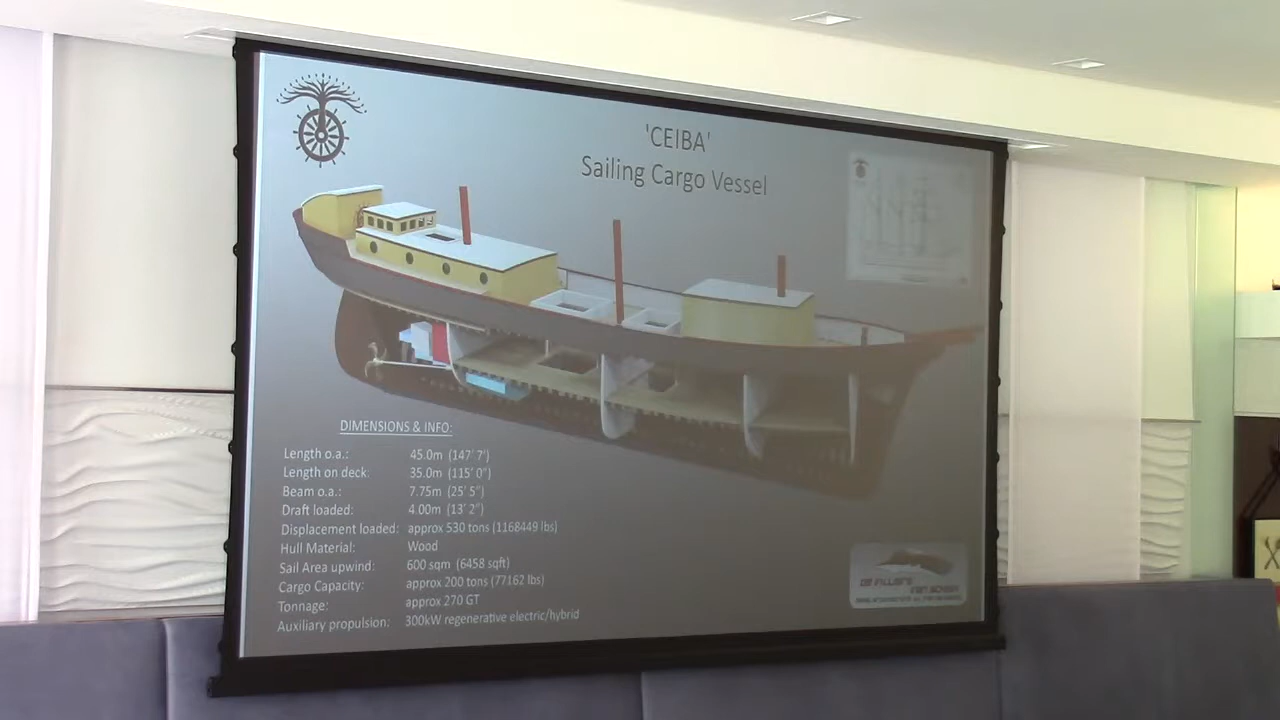 'CEIBA'
Sailing Cargo Vessel
DIMENSIONS & INFO:
Length o.a.: 45.0m (147' 7')
Length on deck: 35.0m (115' 0")
Beam o.a.: 7.75m (25' 5")
Draft loaded: 4.00m (13' 2")
Displacement loaded: approx 530 tons (1168449 lbs)
Hull Material: Wood
Sail Area upwind: 600 sqm (6458 sqft)
Cargo Capacity: approx 200 tons (77162 lbs)
Tonnage: approx 270 GT
Auxiliary propulsion: 300kW regenerative electric/hybrid